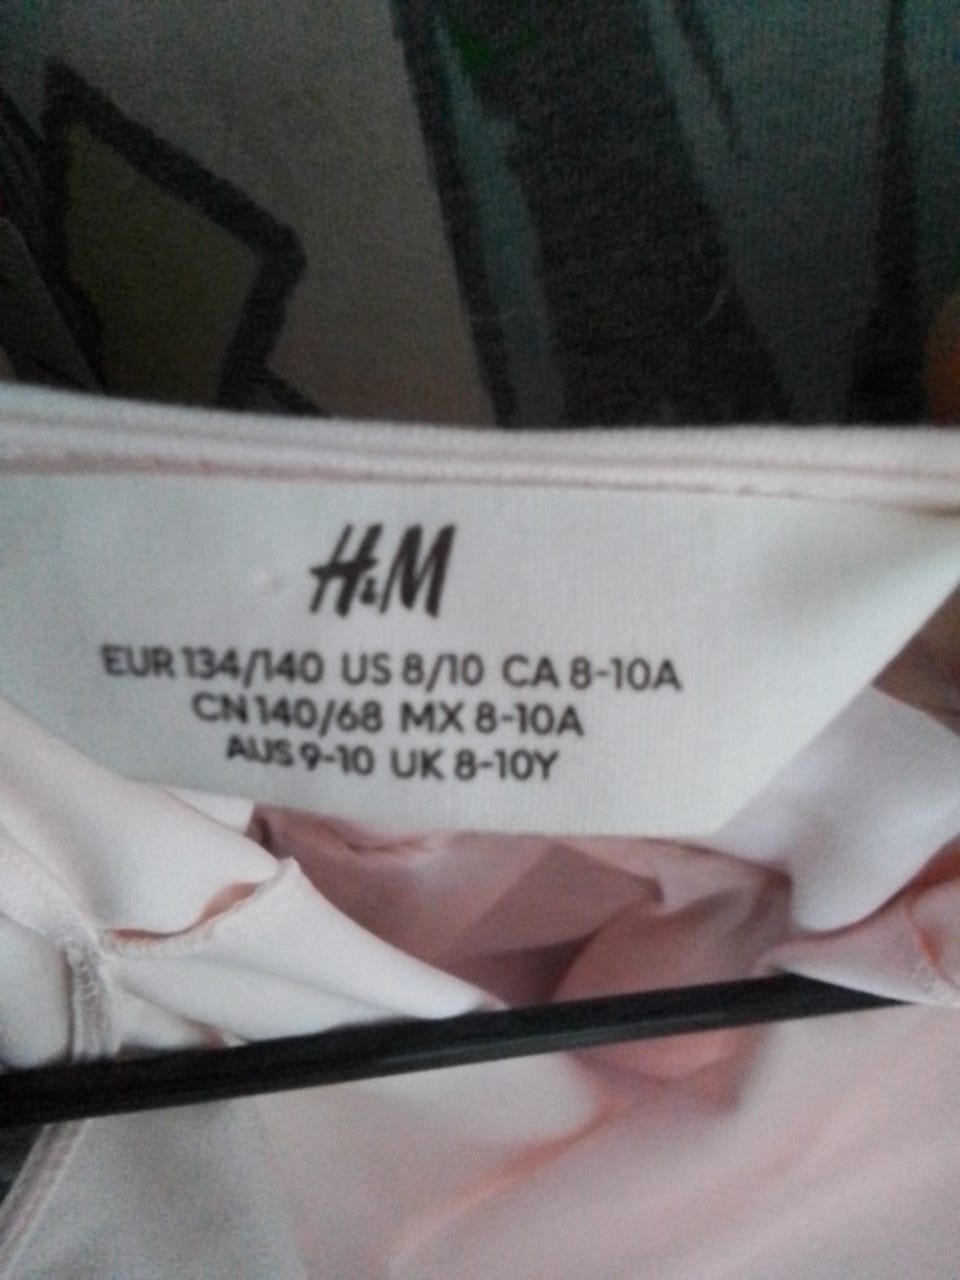 H&M
EUR 134/140 US 8/10 CA 8-10A
CN 140/68 MX 8-10A
AUS 9-10 UK 8-10Y